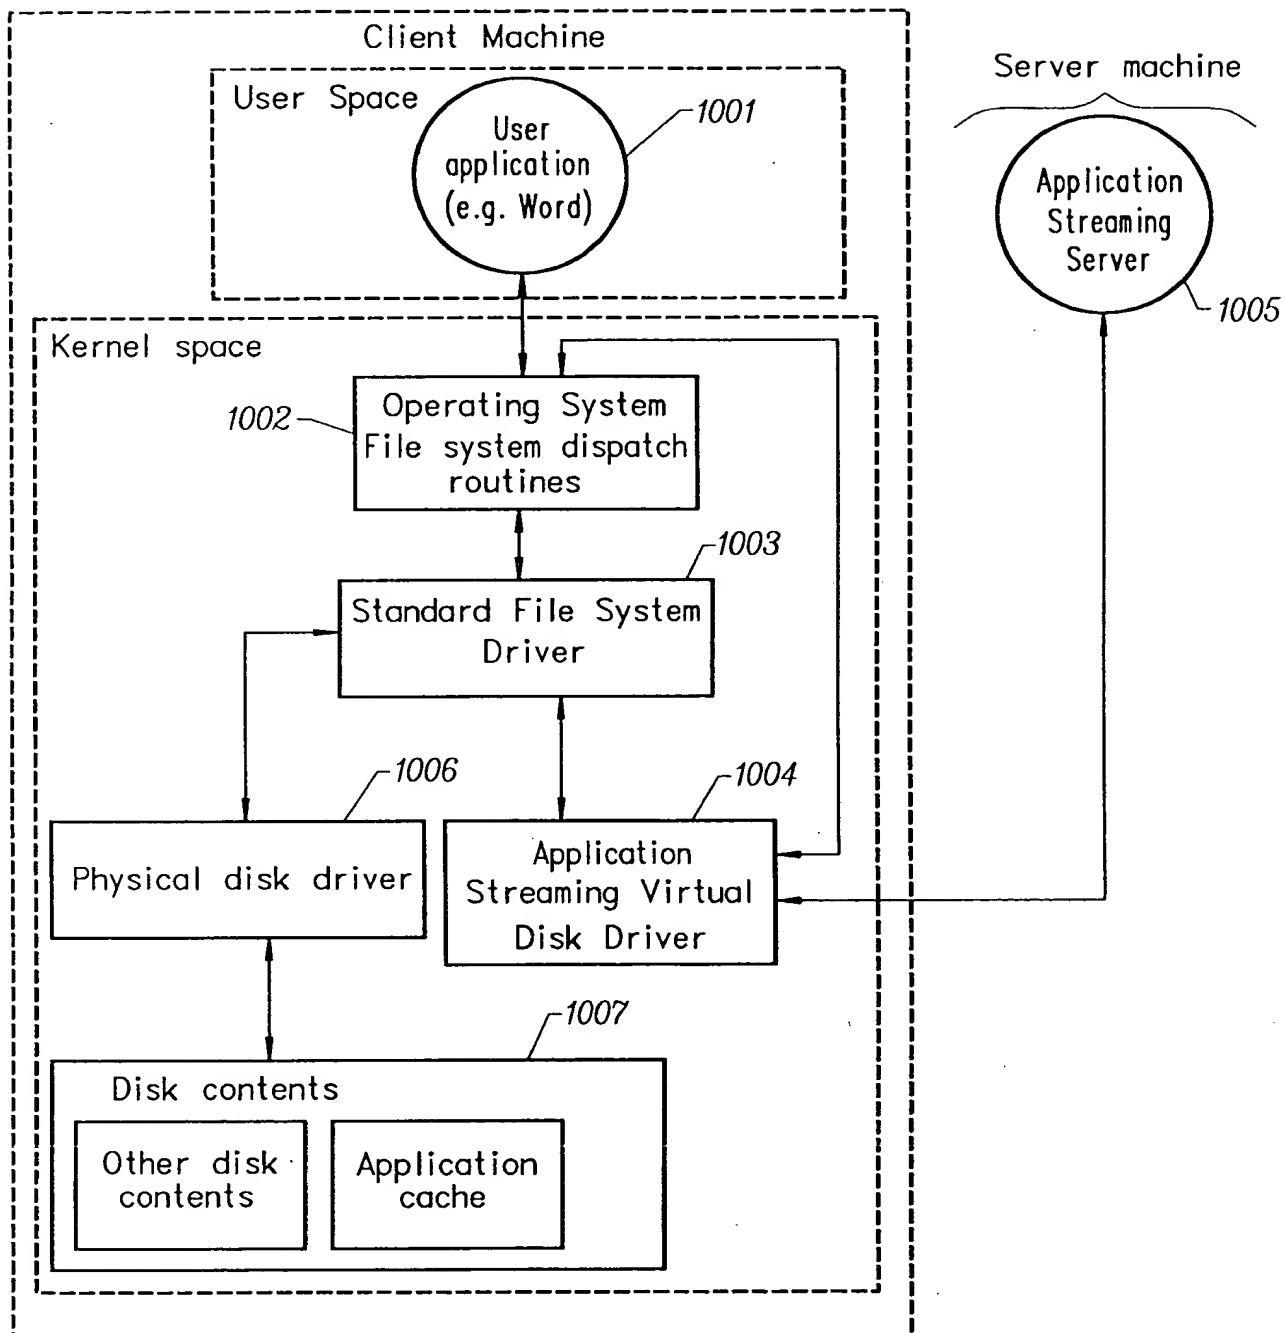 Client Machine
Server machine
User Space
1001
User
application
(e.g. Word)
Application
Streaming
Server
1005
Kernel space
1002
Operating System
File system dispatch
routines
1003
Standard File System
Driver
1006
1004
Physical disk driver
Application
Streaming Virtual
Disk Driver
1007
Disk contents
Other disk
contents
Application
cache